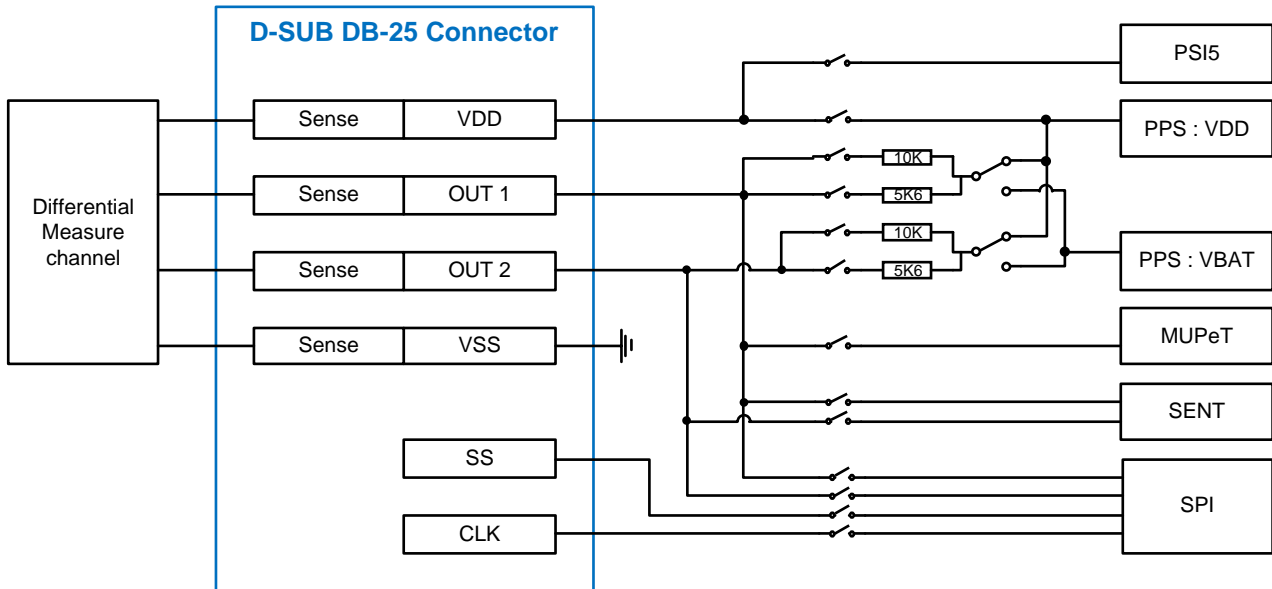 D-SUB DB-25 Connector
PSI5
Sense
VDD
PPS : VDD
10K
Differential
Measure
channel
Sense
OUT 1
5K6
10K
Sense
OUT 2
5K6
PPS : VBAT
Sense
VSS
MUPeT
SENT
SS
SPI
CLK